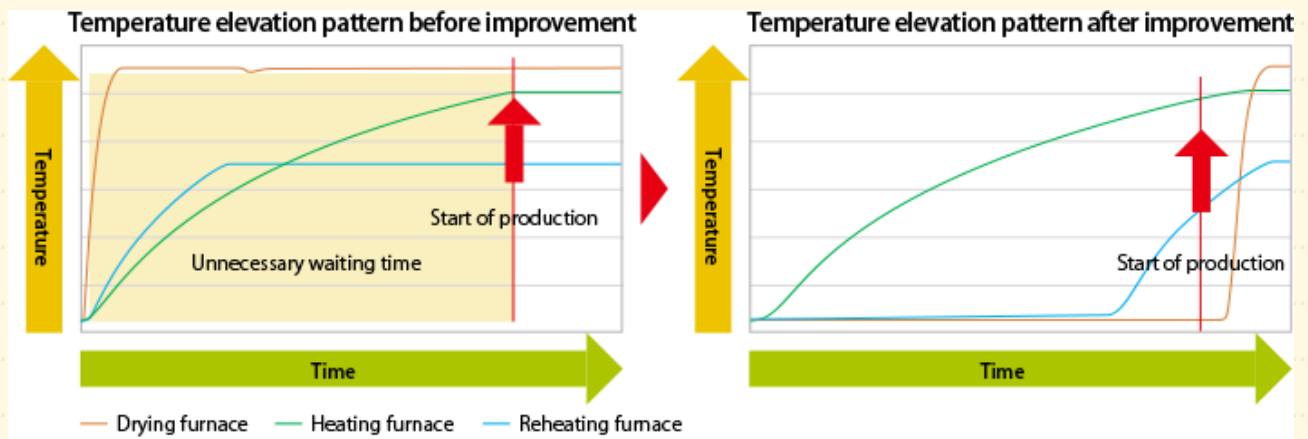 Temperature elevation pattern before improvement
Temperature
Start of production
Unnecessary waiting time
Time
Temperature elevation pattern after improvement
Temperature
Start of production
Time
Drying furnace
Heating furnace
Reheating furnace